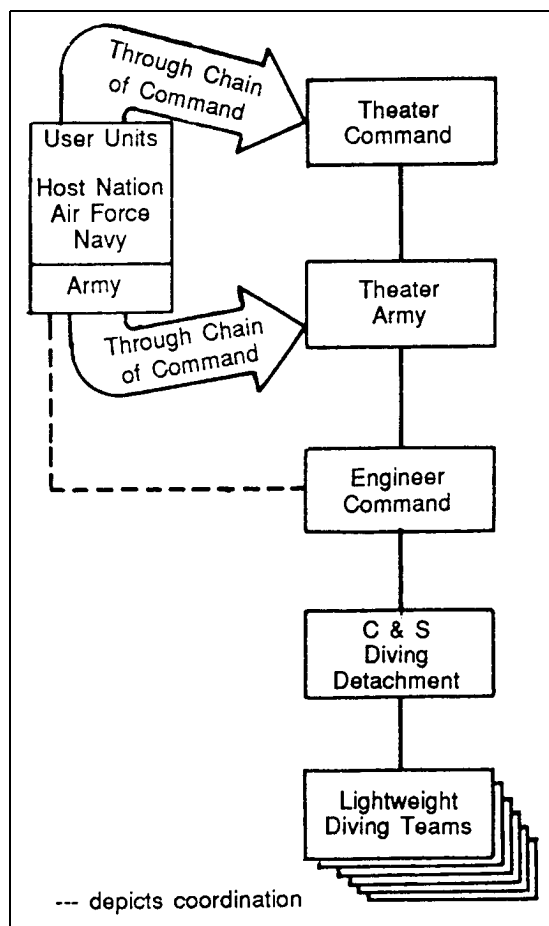 Through Chain
of Command
User Units
Host Nation
Air Force
Navy
Army
Theater
Command
Theater
Army
Through Chain
of Command
Engineer
Command
C & S
Diving
Detachment
Lightweight
Diving Teams
--- depicts coordination